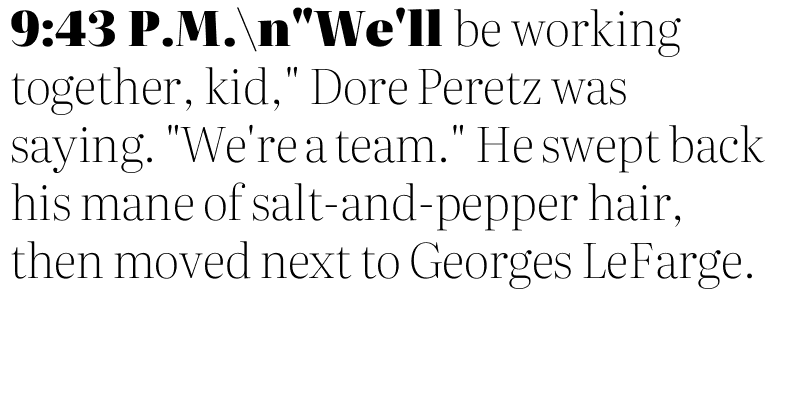 9:43 P.M.\n"We'll be working
together, kid," Dore Peretz was
saying. "We're a team." He swept back
his mane of salt-and-pepper hair,
then moved next to Georges LeFarge.